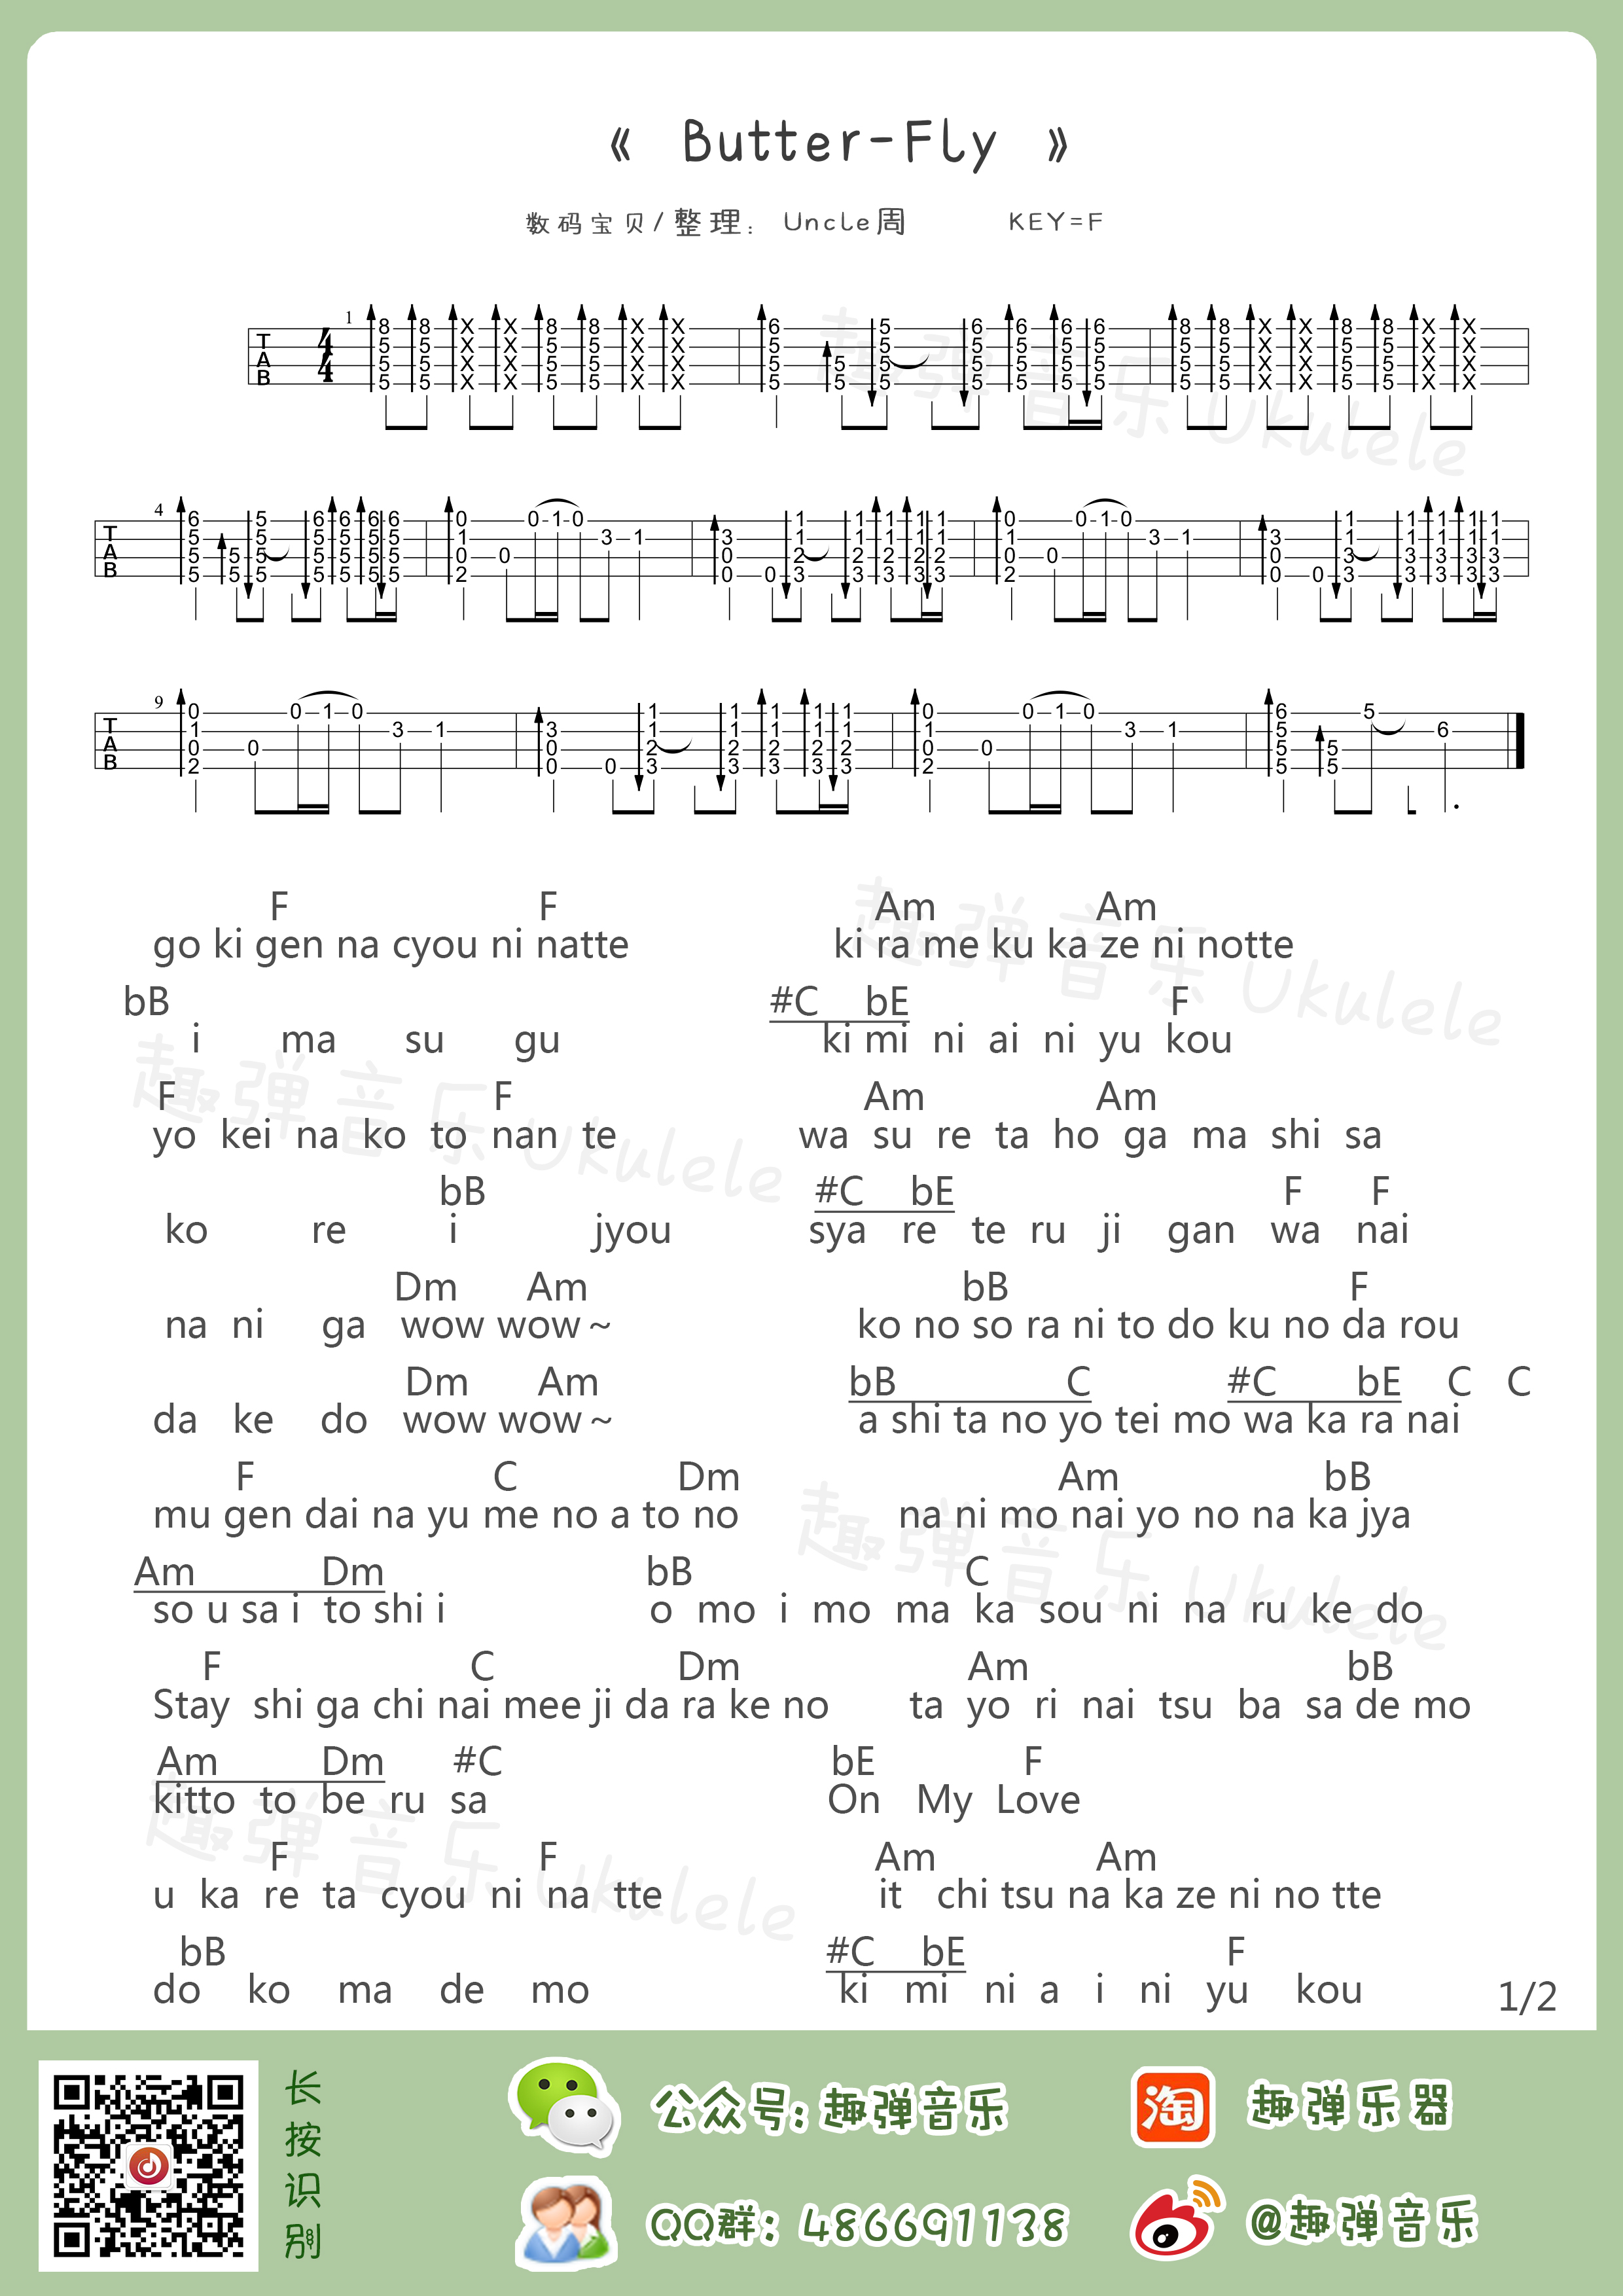 《 Butter-Fly 》
数码宝贝/整理：Uncle周 KEY=F
F F Am Am
go ki gen na cyou ni natte ki ra me ku ka ze ni notte
bB #C bE F
i ma su gu ki mi ni ai ni yu kou
F F Am Am
yo kei na ko to nan te wa su re ta ho ga ma shi sa
bB #C bE F F
ko re i jyou sya re te ru ji gan wa nai
Dm Am bB F
na ni ga wow wow ~ ko no so ra ni to do ku no da rou
Dm Am bB C #C bE C C
da ke do wow wow ~ a shi ta no yo tei mo wa ka ra nai
F C Dm Am bB
mu gen dai na yu me no a to no na ni mo nai yo no na ka jya
Am Dm bB C
so u sa i to shi i o mo i mo ma ka sou ni na ru ke do
F C Dm Am bB
Stay shi ga chi nai mee ji da ra ke no ta yo ri nai tsu ba sa de mo
Am Dm #C bE F
kitto to be ru sa On My Love
F F Am Am
u ka re ta cyou ni na tte it chi tsu na ka ze ni no tte
bB #C bE F
do ko ma de mo ki mi ni a i ni yu kou
1/2
长按识别
公众号：趣弹音乐
淘 趣弹乐器
QQ群：486691138
@趣弹音乐
趣弹音乐 Ukulele